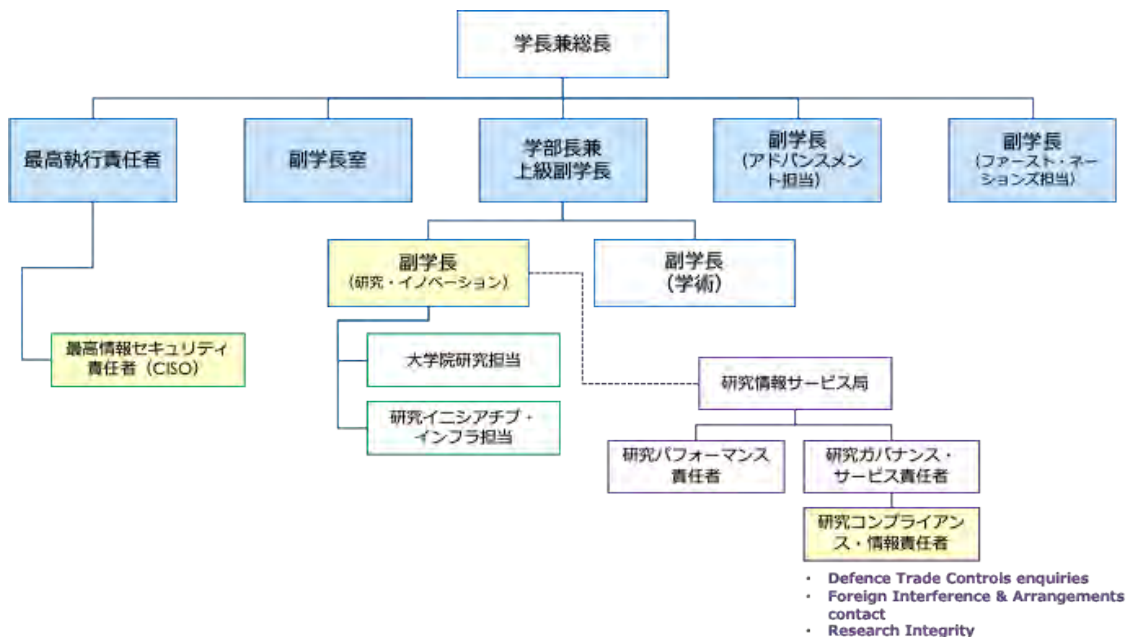 学長兼総長
最高執行責任者
副学長室
学部長兼
上級副学長
副学長
(アドバンスメン
ト担当)
副学長
(ファースト・ネー
ションズ担当)
副学長
(研究・イノベーション)
副学長
(学術)
最高情報セキュリティ
責任者(CISO)
大学院研究担当
研究イニシアチブ・
インフラ担当
研究情報サービス局
研究パフォーマンス
責任者
研究ガバナンス・
サービス責任者
研究コンプライアン
ス・情報責任者
• Defence Trade Controls enquiries
• Foreign Interference & Arrangements
contact
• Research Integrity